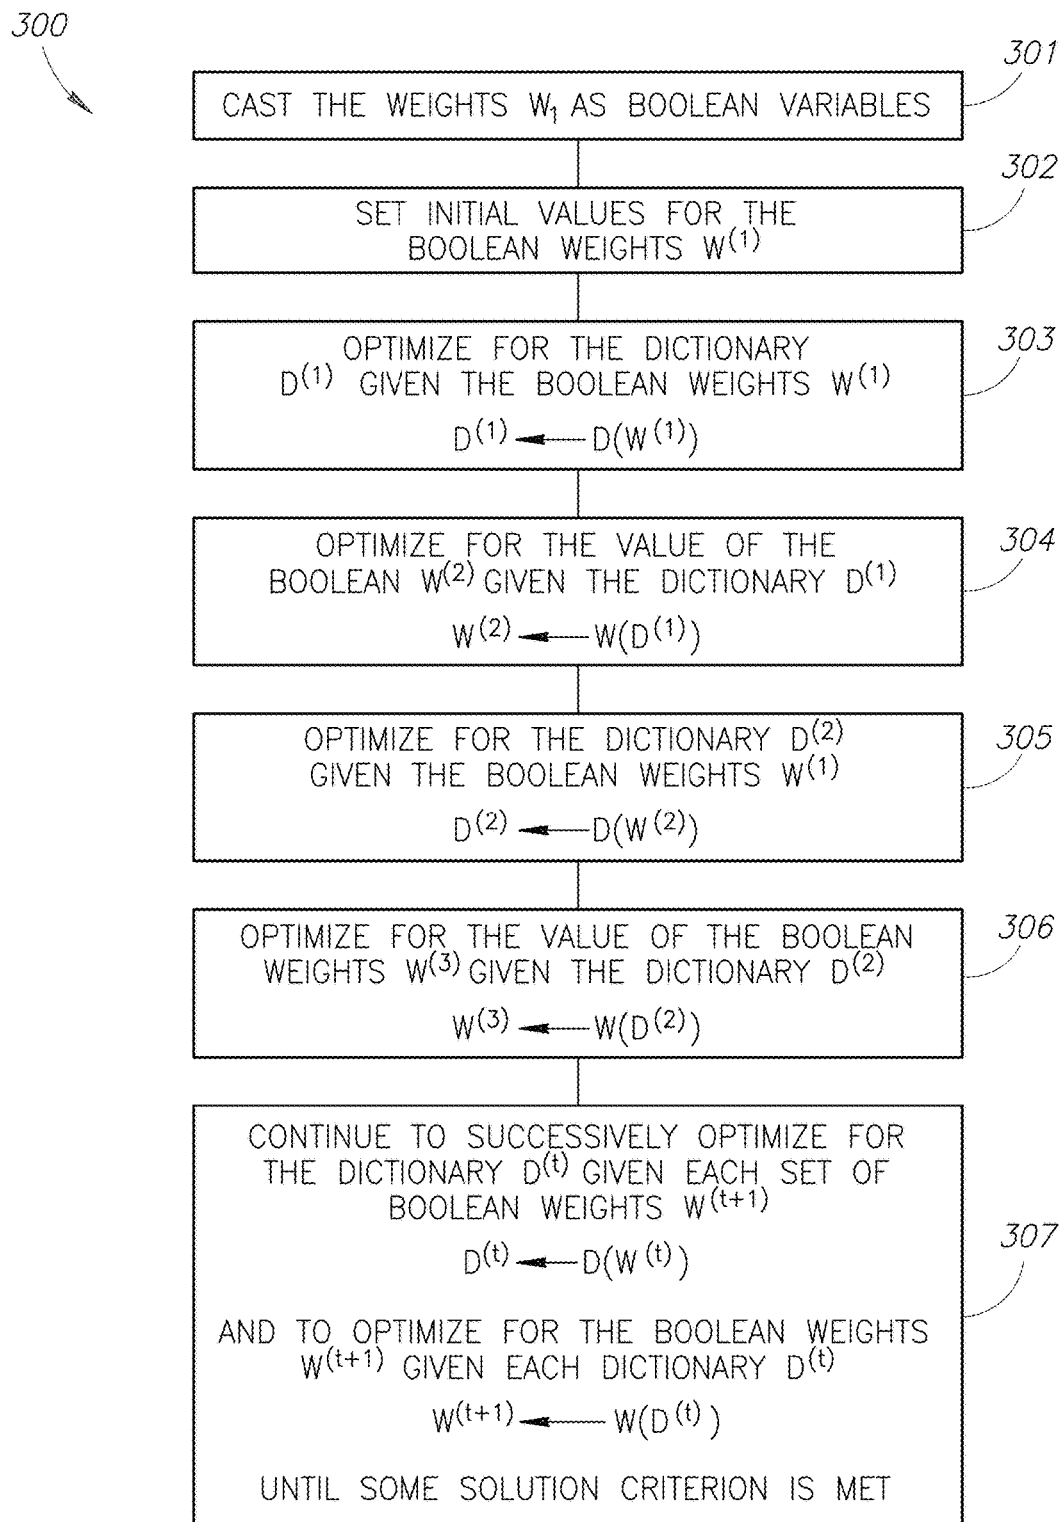 300
301
CAST THE WEIGHTS W₁ AS BOOLEAN VARIABLES
302
SET INITIAL VALUES FOR THE
BOOLEAN WEIGHTS W⁽¹⁾
303
OPTIMIZE FOR THE DICTIONARY
D⁽¹⁾ GIVEN THE BOOLEAN WEIGHTS W⁽¹⁾
D⁽¹⁾ ← D(W⁽¹⁾)
304
OPTIMIZE FOR THE VALUE OF THE
BOOLEAN W⁽²⁾ GIVEN THE DICTIONARY D⁽¹⁾
W⁽²⁾ ← W(D⁽¹⁾)
305
OPTIMIZE FOR THE DICTIONARY D⁽²⁾
GIVEN THE BOOLEAN WEIGHTS W⁽¹⁾
D⁽²⁾ ← D(W⁽²⁾)
306
OPTIMIZE FOR THE VALUE OF THE BOOLEAN
WEIGHTS W⁽³⁾ GIVEN THE DICTIONARY D⁽²⁾
W⁽³⁾ ← W(D⁽²⁾)
307
CONTINUE TO SUCCESSIVELY OPTIMIZE FOR
THE DICTIONARY D⁽ᵗ⁾ GIVEN EACH SET OF
BOOLEAN WEIGHTS W⁽ᵗ⁺¹⁾
D⁽ᵗ⁾ ← D(W⁽ᵗ⁾)
AND TO OPTIMIZE FOR THE BOOLEAN WEIGHTS
W⁽ᵗ⁺¹⁾ GIVEN EACH DICTIONARY D⁽ᵗ⁾
W⁽ᵗ⁺¹⁾ ← W(D⁽ᵗ⁾)
UNTIL SOME SOLUTION CRITERION IS MET